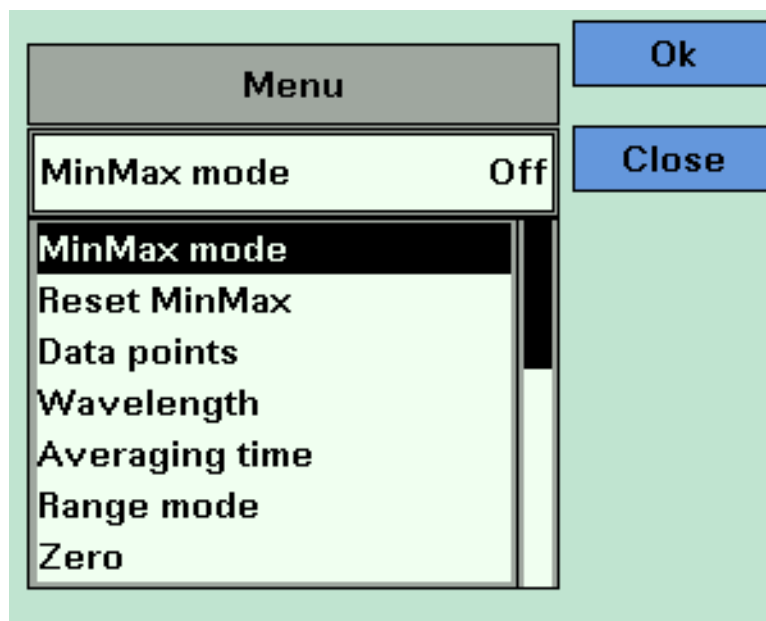 Menu
Ok
MinMax mode Off
Close
MinMax mode
Reset MinMax
Data points
Wavelength
Averaging time
Range mode
Zero